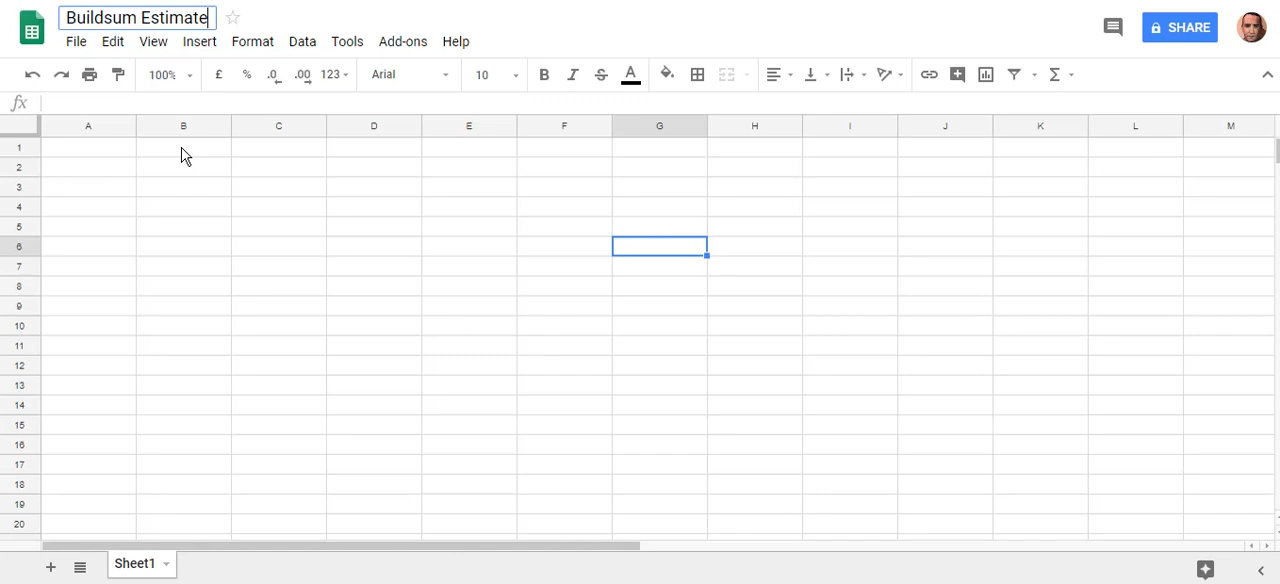 Buildsum Estimate
File Edit View Insert Format Data Tools Add-ons Help
SHARE
100% £ % .0 .00 123 Arial 10 B I S A Σ
fx
A B C D E F G H I J K L M
1
2
3
4
5
6
7
8
9
10
11
12
13
14
15
16
17
18
19
20
+ Sheet1